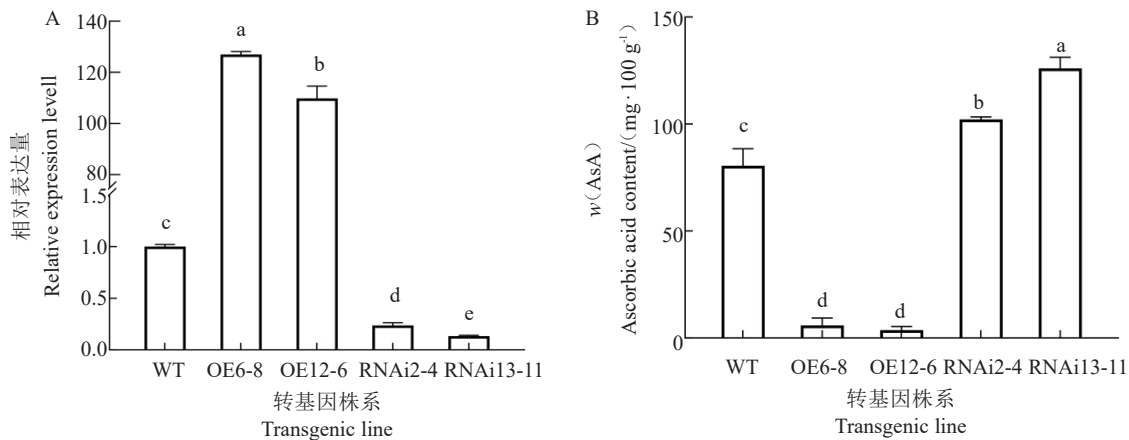 A
140
120
100
80
1.5
1.0
0.5
0.0
相对表达量
Relative expression levell
c
a
b
d
e
WT OE6-8 OE12-6 RNAi2-4 RNAi13-11
转基因株系
Transgenic line
B
150
100
50
0
w(AsA)
Ascorbic acid content/(mg·100 g⁻¹)
c
d
d
b
a
WT OE6-8 OE12-6 RNAi2-4 RNAi13-11
转基因株系
Transgenic line